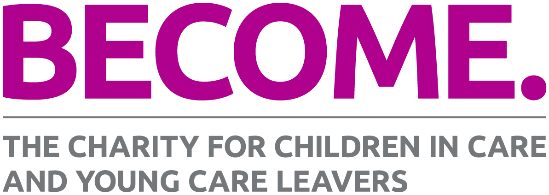 BECOME.
THE CHARITY FOR CHILDREN IN CARE
AND YOUNG CARE LEAVERS